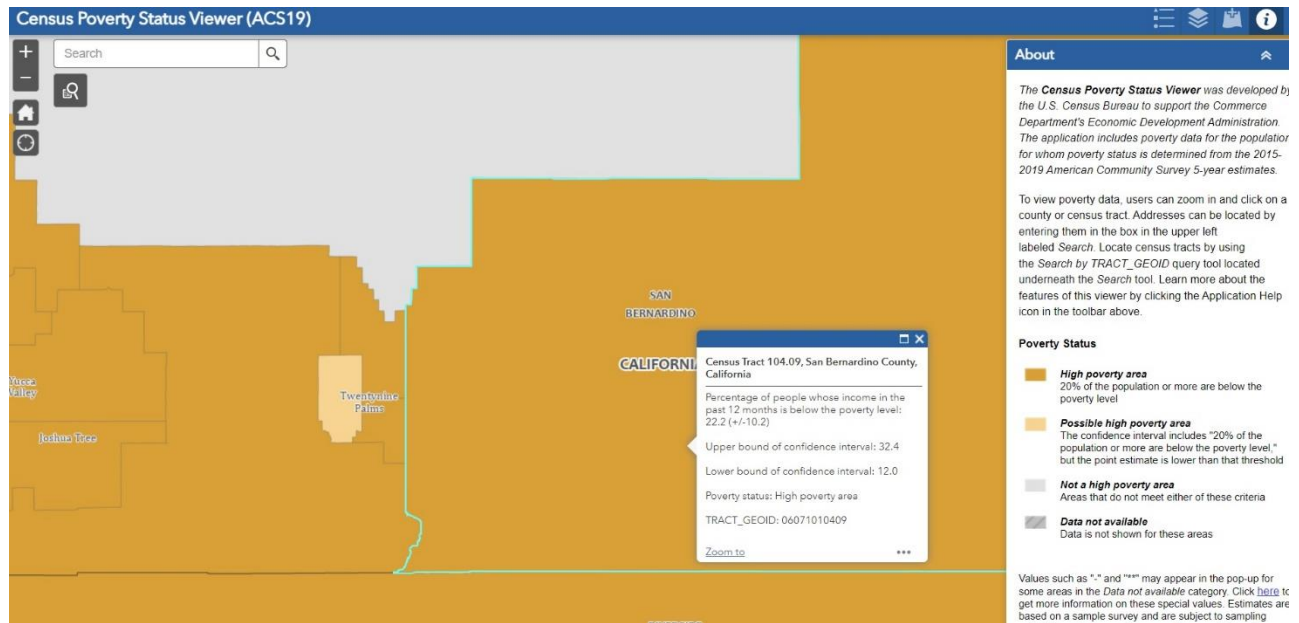 Census Poverty Status Viewer (ACS19)
Search
SAN
BERNARDINO
CALIFORNI
Yucca
Valley
Joshua Tree
Twentynine
Palms
Census Tract 104.09, San Bernardino County,
California
Percentage of people whose income in the
past 12 months is below the poverty level:
22.2 (+/-10.2)
Upper bound of confidence interval: 32.4
Lower bound of confidence interval: 12.0
Poverty status: High poverty area
TRACT_GEOID: 06071010409
Zoom to
About
The Census Poverty Status Viewer was developed by
the U.S. Census Bureau to support the Commerce
Department's Economic Development Administration.
The application includes poverty data for the population
for whom poverty status is determined from the 2015-
2019 American Community Survey 5-year estimates.
To view poverty data, users can zoom in and click on a
county or census tract. Addresses can be located by
entering them in the box in the upper left
labeled Search. Locate census tracts by using
the Search by TRACT_GEOID query tool located
underneath the Search tool. Learn more about the
features of this viewer by clicking the Application Help
icon in the toolbar above.
Poverty Status
High poverty area
20% of the population or more are below the
poverty level
Possible high poverty area
The confidence interval includes "20% of the
population or more are below the poverty level,"
but the point estimate is lower than that threshold
Not a high poverty area
Areas that do not meet either of these criteria
Data not available
Data is not shown for these areas
Values such as "-" and "**" may appear in the pop-up for
some areas in the Data not available category. Click here to
get more information on these special values. Estimates are
based on a sample survey and are subject to sampling